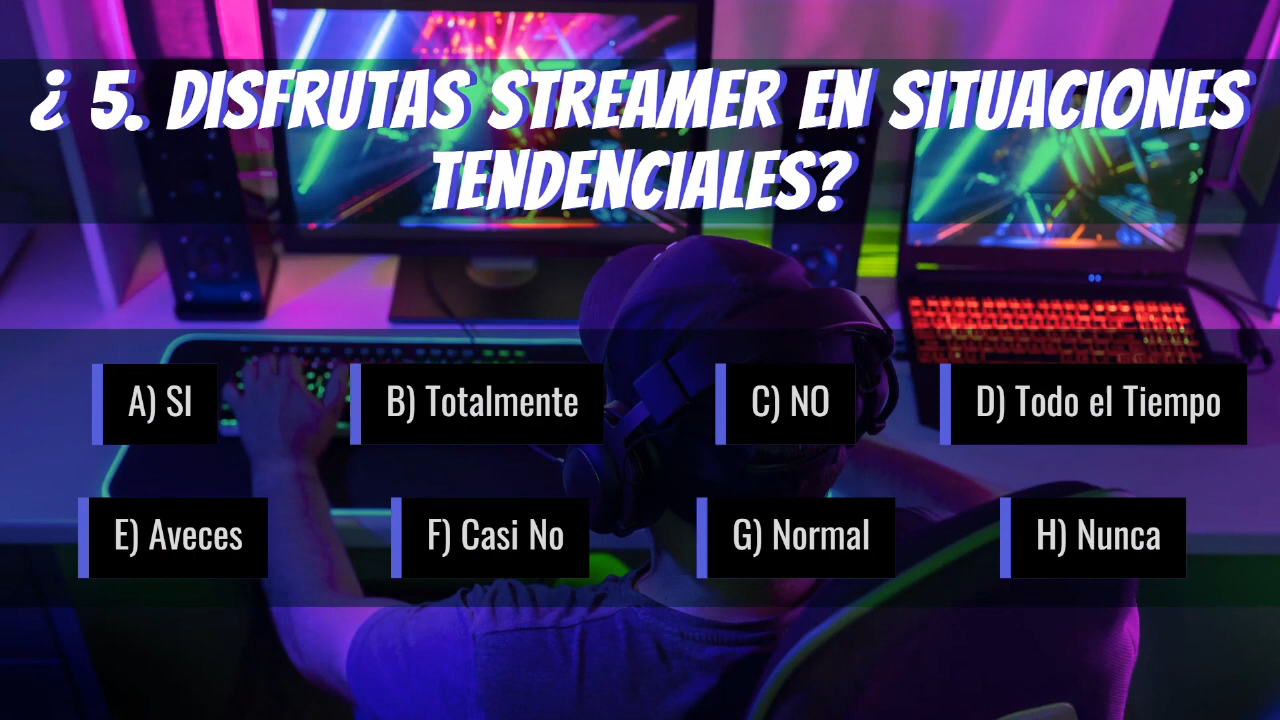 ¿ 5. DISFRUTAS STREAMER EN SITUACIONES
TENDENCIALES?
A) SI
B) Totalmente
C) NO
D) Todo el Tiempo
E) Aveces
F) Casi No
G) Normal
H) Nunca